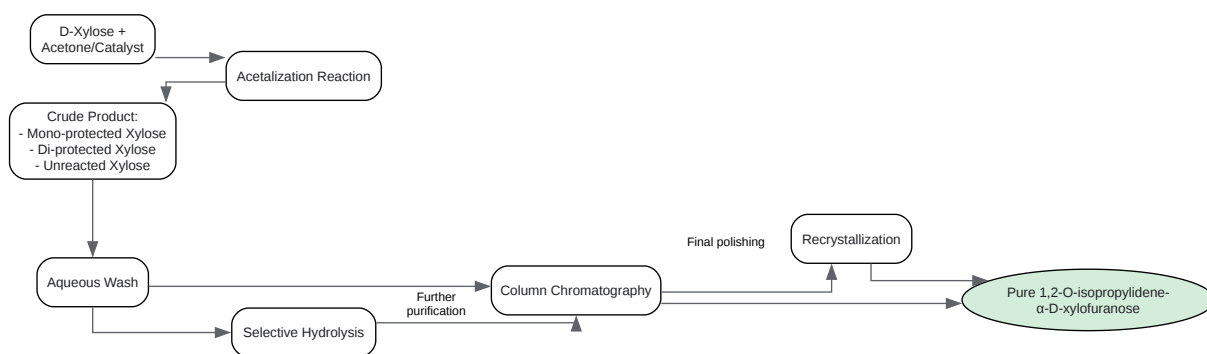 D-Xylose +
Acetone/Catalyst
Acetalization Reaction
Crude Product:
- Mono-protected Xylose
- Di-protected Xylose
- Unreacted Xylose
Aqueous Wash
Selective Hydrolysis
Further
purification
Column Chromatography
Final polishing
Recrystallization
Pure 1,2-O-isopropylidene-
α-D-xylofuranose